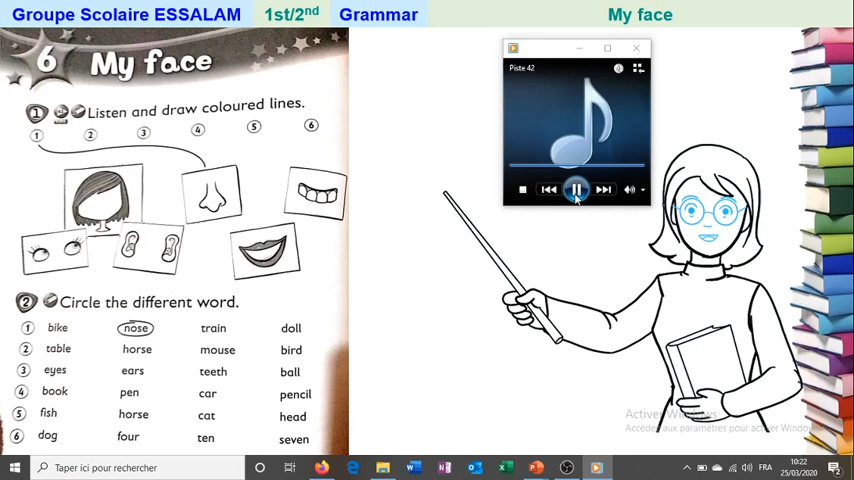 Groupe Scolaire ESSALAM
1st/2nd
Grammar
My face
6 My face
1 Listen and draw coloured lines.
1 2 3 4 5 6
2 Circle the different word.
1 bike nose train doll
2 table horse mouse bird
3 eyes ears teeth ball
4 book pen car pencil
5 fish horse cat head
6 dog four ten seven
Piste 42
Activer Windows
Accédez aux paramètres pour activer Windows.
Taper ici pour rechercher
FRA
10:22
25/03/2020
2